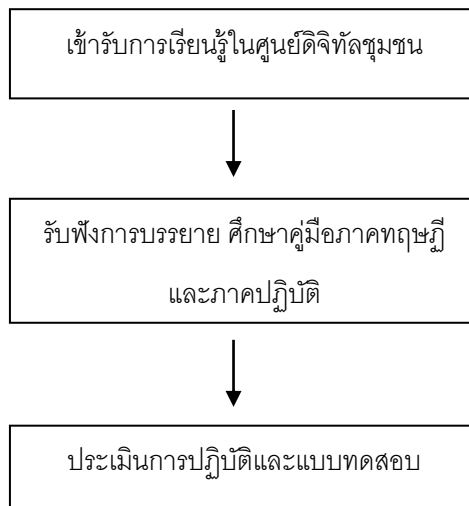 เข้ารับการเรียนรู้ในศูนย์ดิจิทัลชุมชน
รับฟังการบรรยาย ศึกษาคู่มือภาคทฤษฎี
และภาคปฏิบัติ
ประเมินการปฏิบัติและแบบทดสอบ